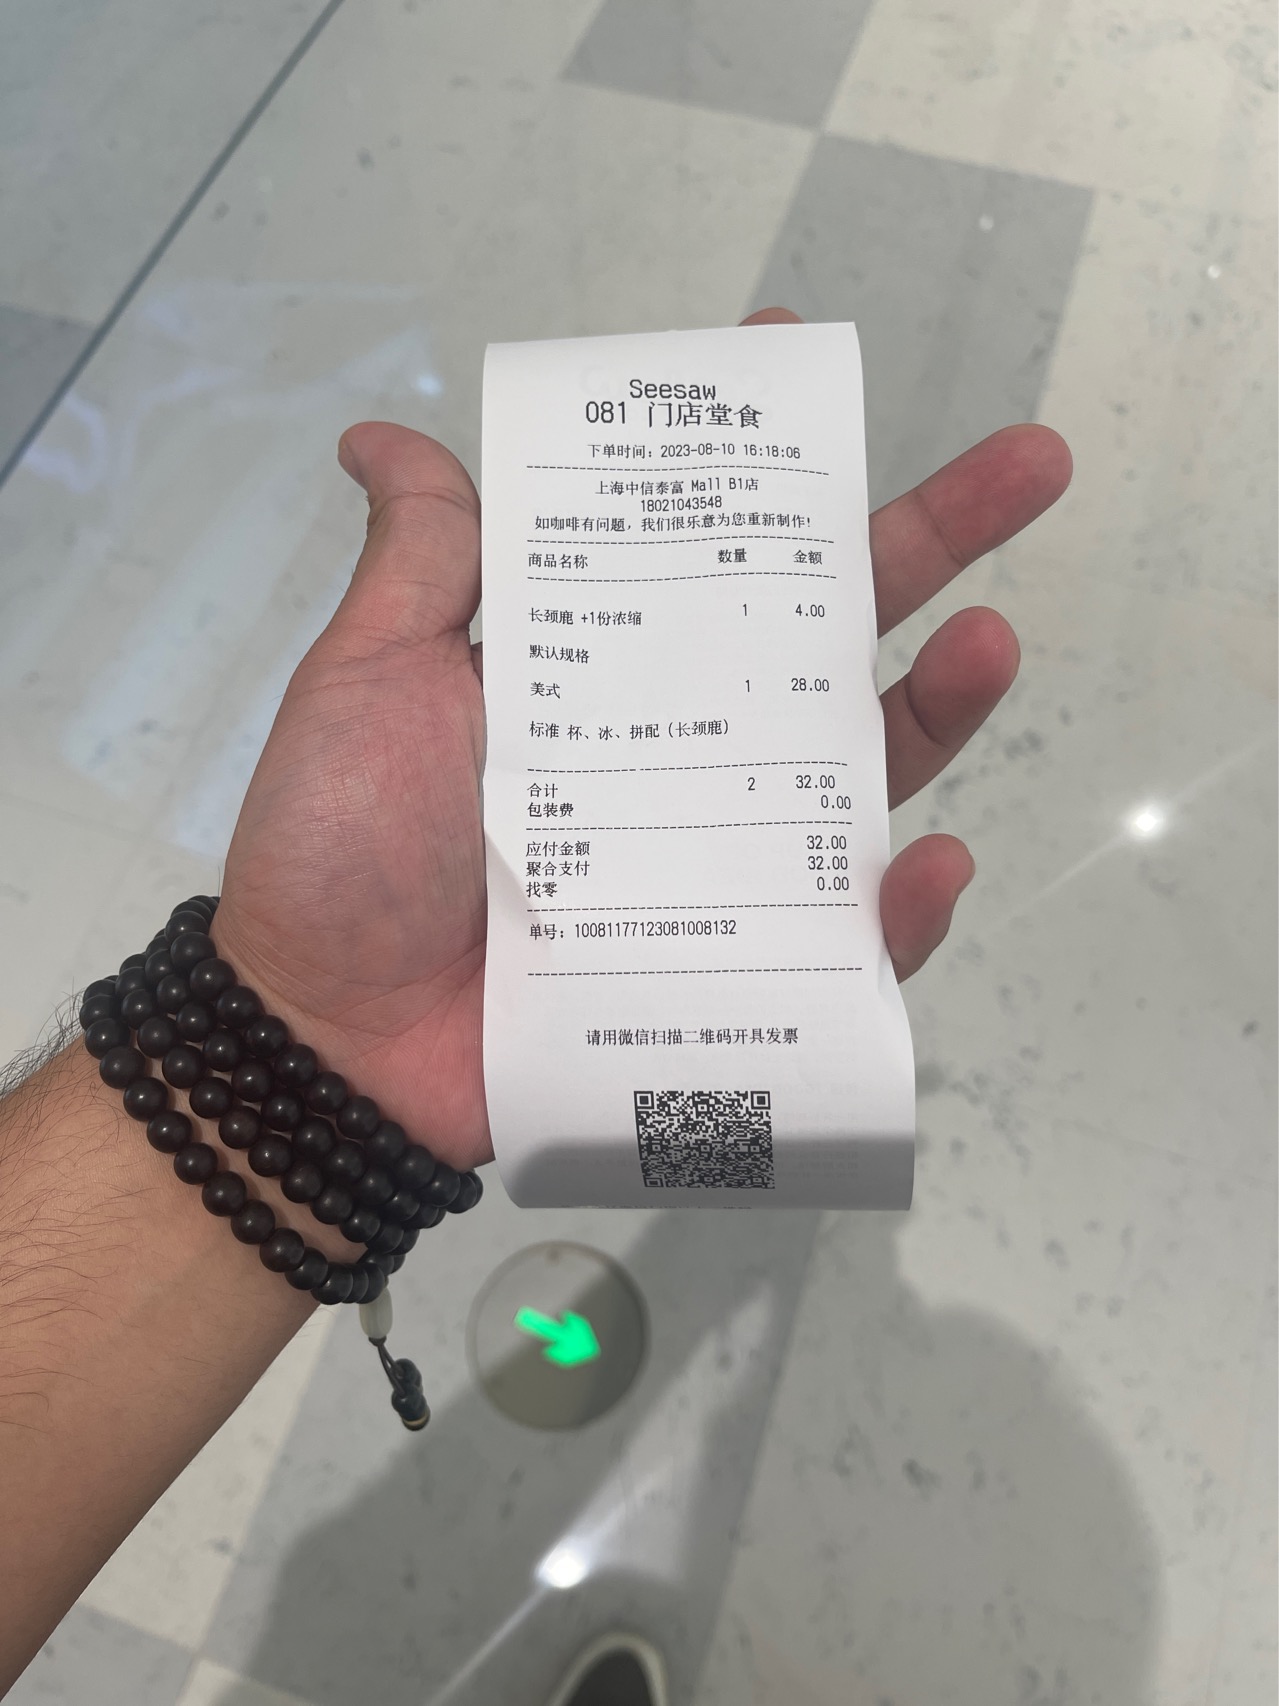 Seesaw
081 门店堂食
下单时间：2023-08-10 16:18:06
上海中信泰富 Mall B1店
18021043548
如咖啡有问题，我们很乐意为您重新制作！
商品名称 数量 金额
长颈鹿 +1份浓缩 1 4.00
默认规格
美式 1 28.00
标准 杯、冰、拼配（长颈鹿）
合计 2 32.00
包装费 0.00
应付金额 32.00
聚合支付 32.00
找零 0.00
单号：10081177123081008132
请用微信扫描二维码开具发票